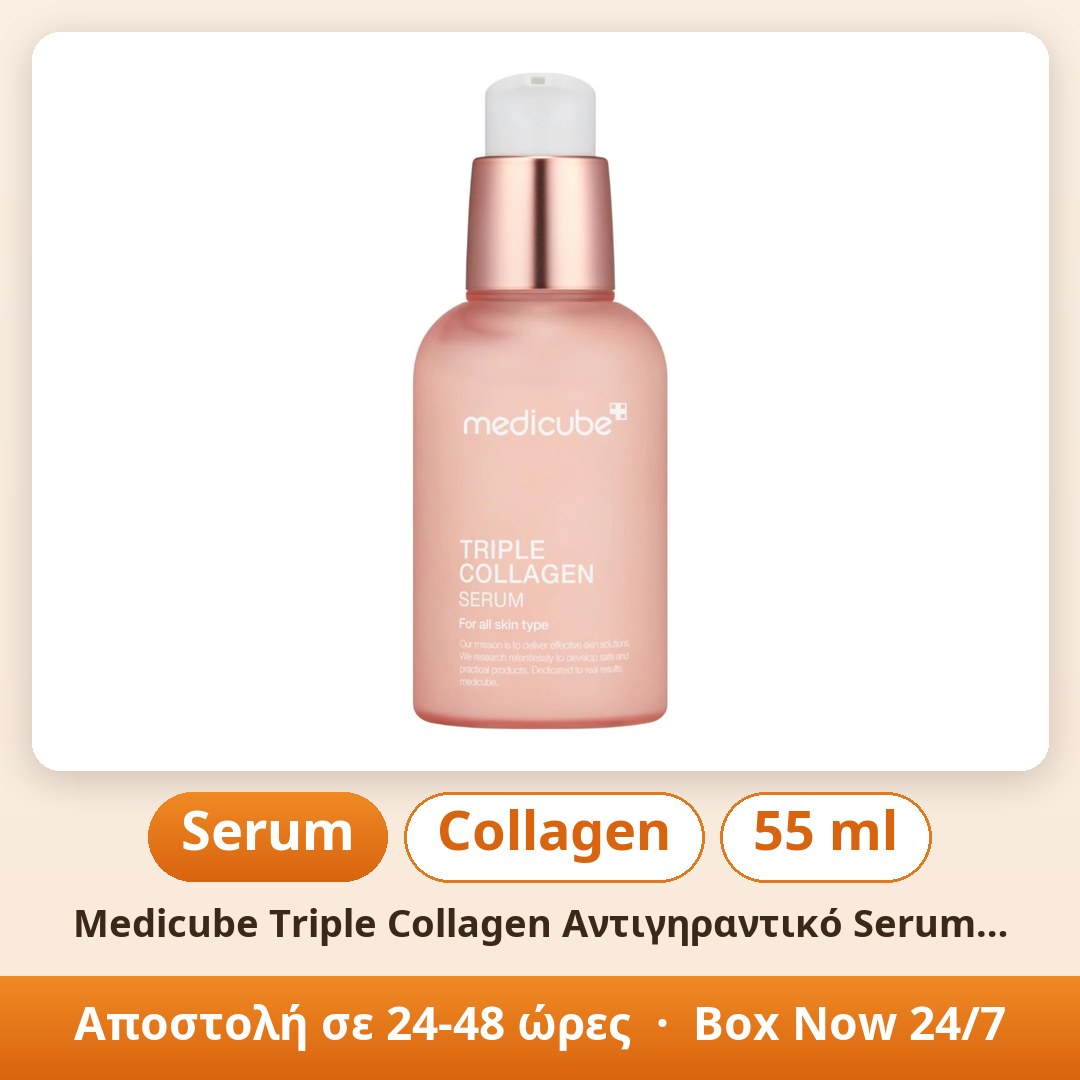 medicube
TRIPLE
COLLAGEN
SERUM
For all skin type
Our mission is to deliver effective skin solutions.
We research relentlessly to develop safe and
practical products. Dedicated to real results,
medicube.
Serum
Collagen
55 ml
Medicube Triple Collagen Αντιγηραντικό Serum...
Αποστολή σε 24-48 ώρες · Box Now 24/7